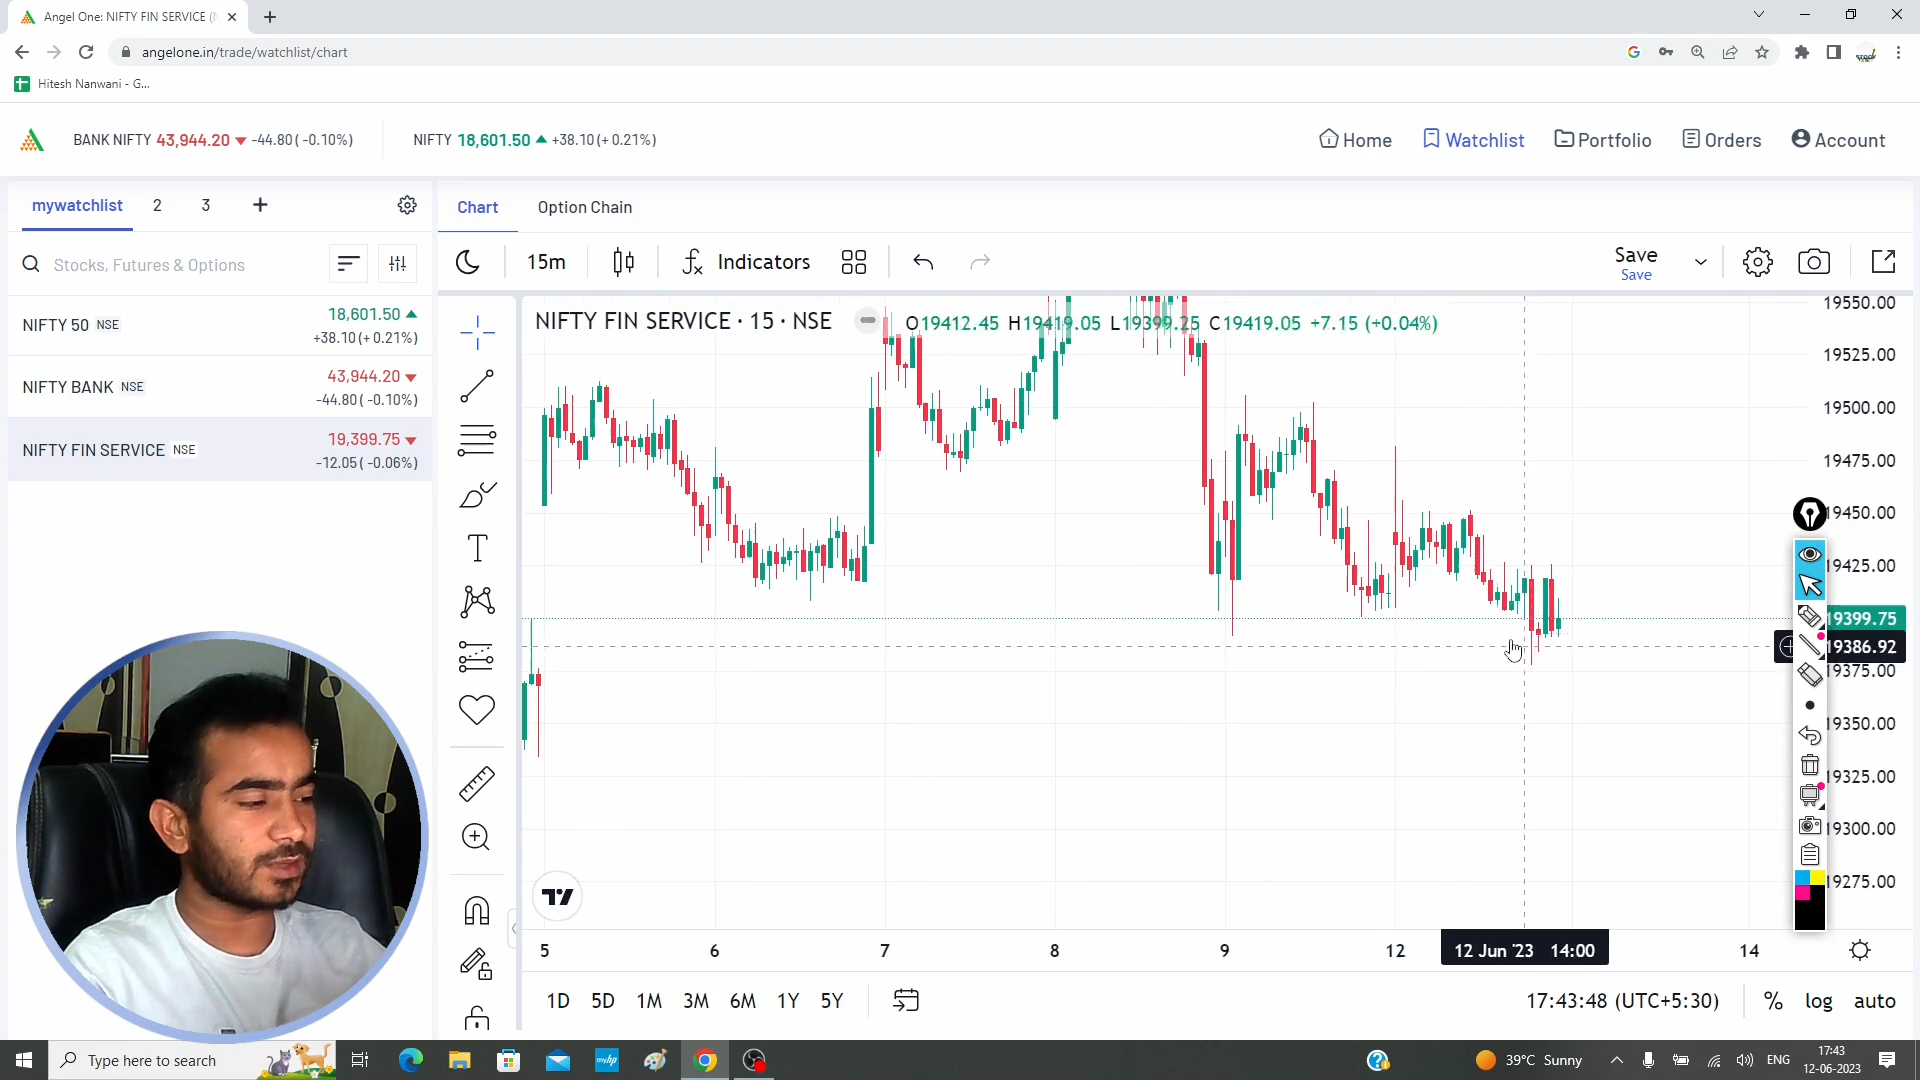 Angel One: NIFTY FIN SERVICE (
angelone.in/trade/watchlist/chart
Hitesh Nanwani - G...
BANK NIFTY 43,944.20 -44.80 ( -0.10%)
NIFTY 18,601.50 +38.10 (+ 0.21%)
Home
Watchlist
Portfolio
Orders
Account
mywatchlist
2
3
+
Chart
Option Chain
Stocks, Futures & Options
15m
Indicators
Save
Save
NIFTY 50 NSE
18,601.50
+38.10 (+ 0.21%)
NIFTY BANK NSE
43,944.20
-44.80 ( -0.10%)
NIFTY FIN SERVICE NSE
19,399.75
-12.05 ( -0.06%)
NIFTY FIN SERVICE · 15 · NSE
O19412.45 H19419.05 L19399.25 C19419.05 +7.15 (+0.04%)
19550.00
19525.00
19500.00
19475.00
19450.00
19425.00
19399.75
19386.92
19375.00
19350.00
19325.00
19300.00
19275.00
5
6
7
8
9
12
12 Jun '23 14:00
14
1D
5D
1M
3M
6M
1Y
5Y
17:43:48 (UTC+5:30)
%
log
auto
Type here to search
39°C Sunny
ENG
17:43
12-06-2023